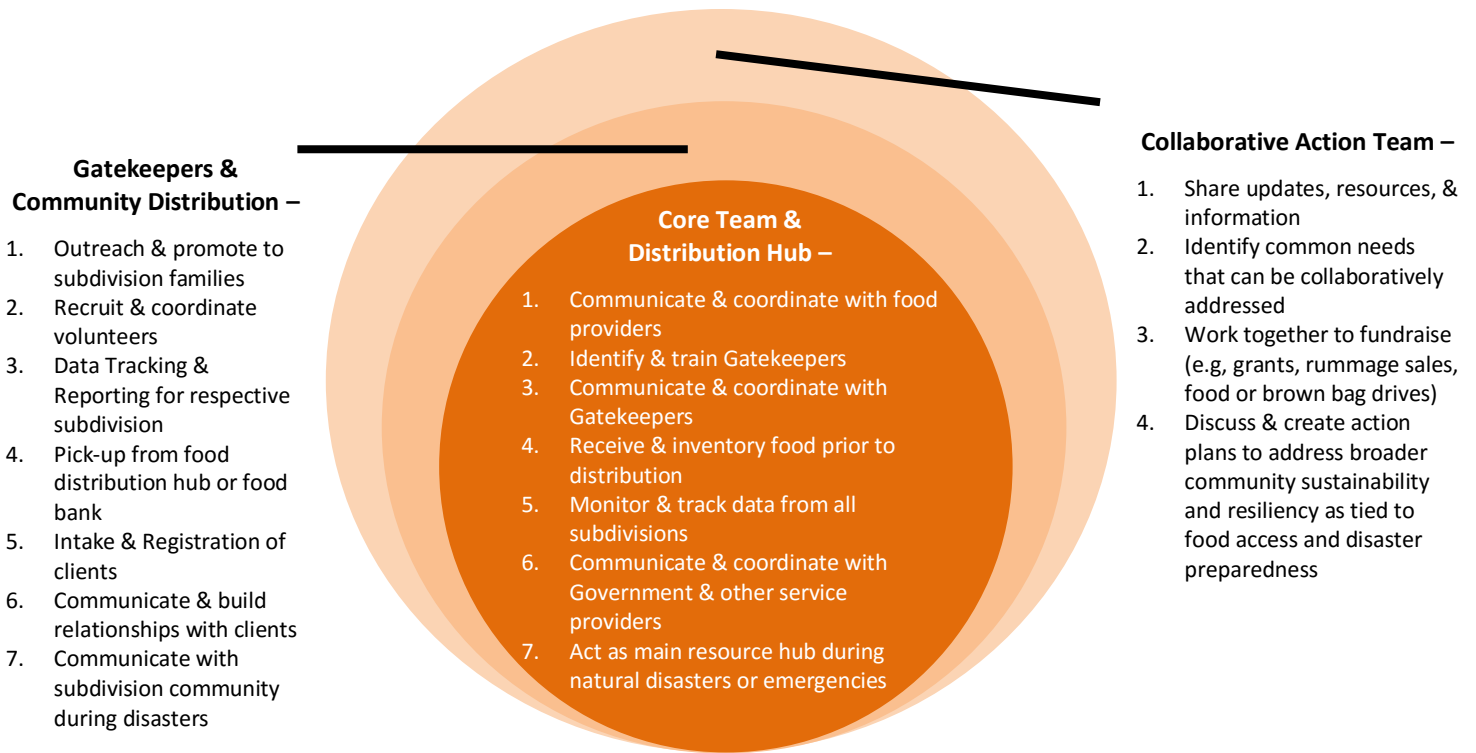 Gatekeepers &
Community Distribution –
1. Outreach & promote to
subdivision families
2. Recruit & coordinate
volunteers
3. Data Tracking &
Reporting for respective
subdivision
4. Pick-up from food
distribution hub or food
bank
5. Intake & Registration of
clients
6. Communicate & build
relationships with clients
7. Communicate with
subdivision community
during disasters
Core Team &
Distribution Hub –
1. Communicate & coordinate with food
providers
2. Identify & train Gatekeepers
3. Communicate & coordinate with
Gatekeepers
4. Receive & inventory food prior to
distribution
5. Monitor & track data from all
subdivisions
6. Communicate & coordinate with
Government & other service
providers
7. Act as main resource hub during
natural disasters or emergencies
Collaborative Action Team –
1. Share updates, resources, &
information
2. Identify common needs
that can be collaboratively
addressed
3. Work together to fundraise
(e.g, grants, rummage sales,
food or brown bag drives)
4. Discuss & create action
plans to address broader
community sustainability
and resiliency as tied to
food access and disaster
preparedness